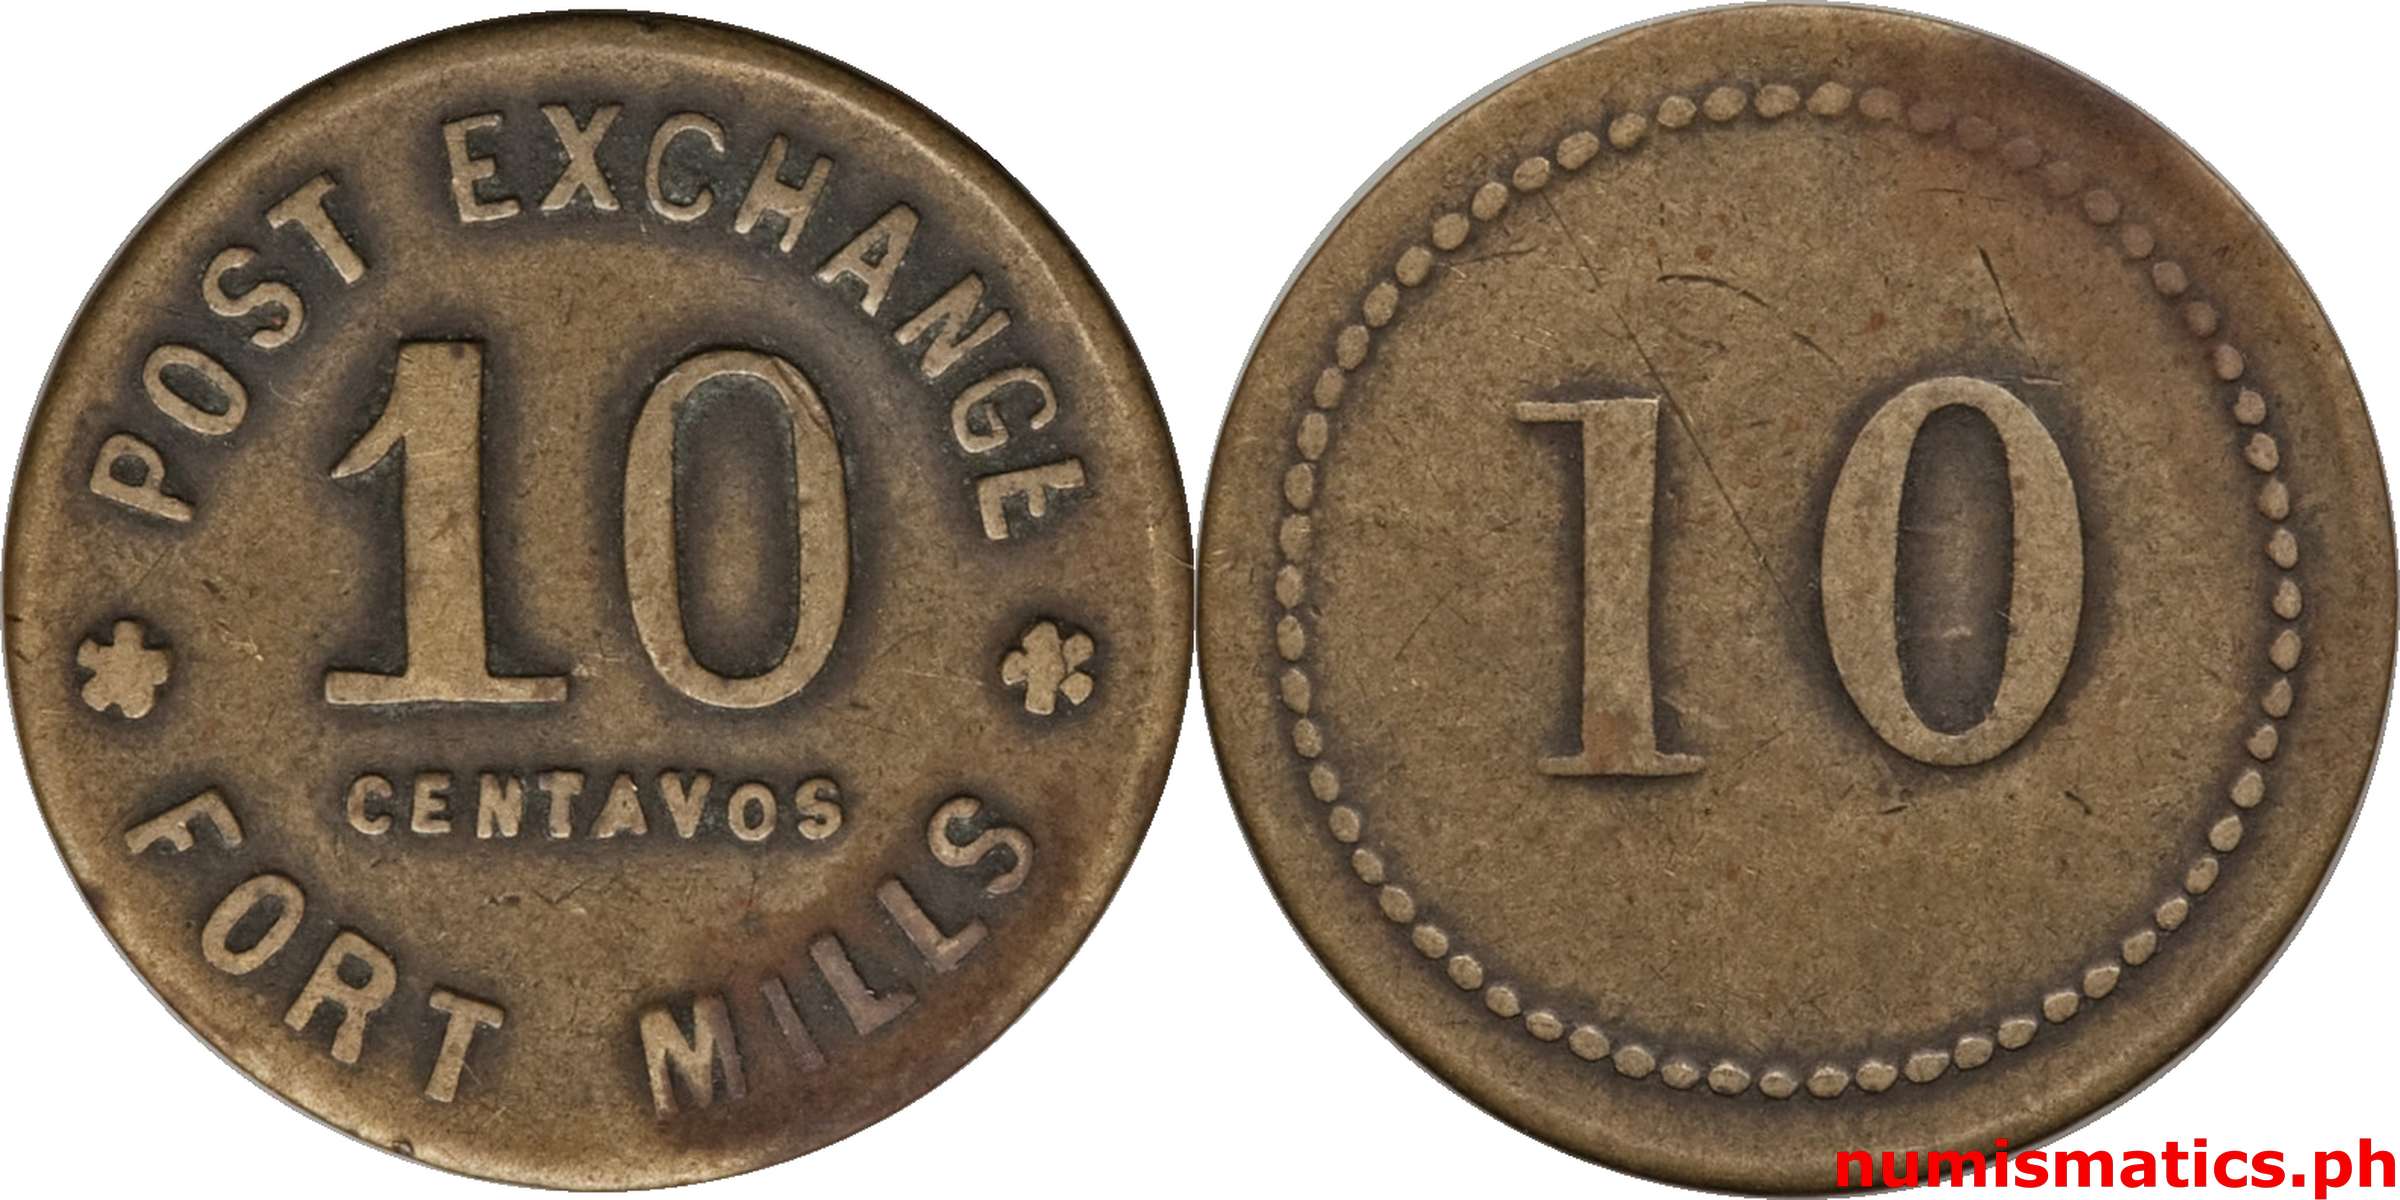 POST EXCHANGE
10
CENTAVOS
FORT MILLS
10
numismatics.ph